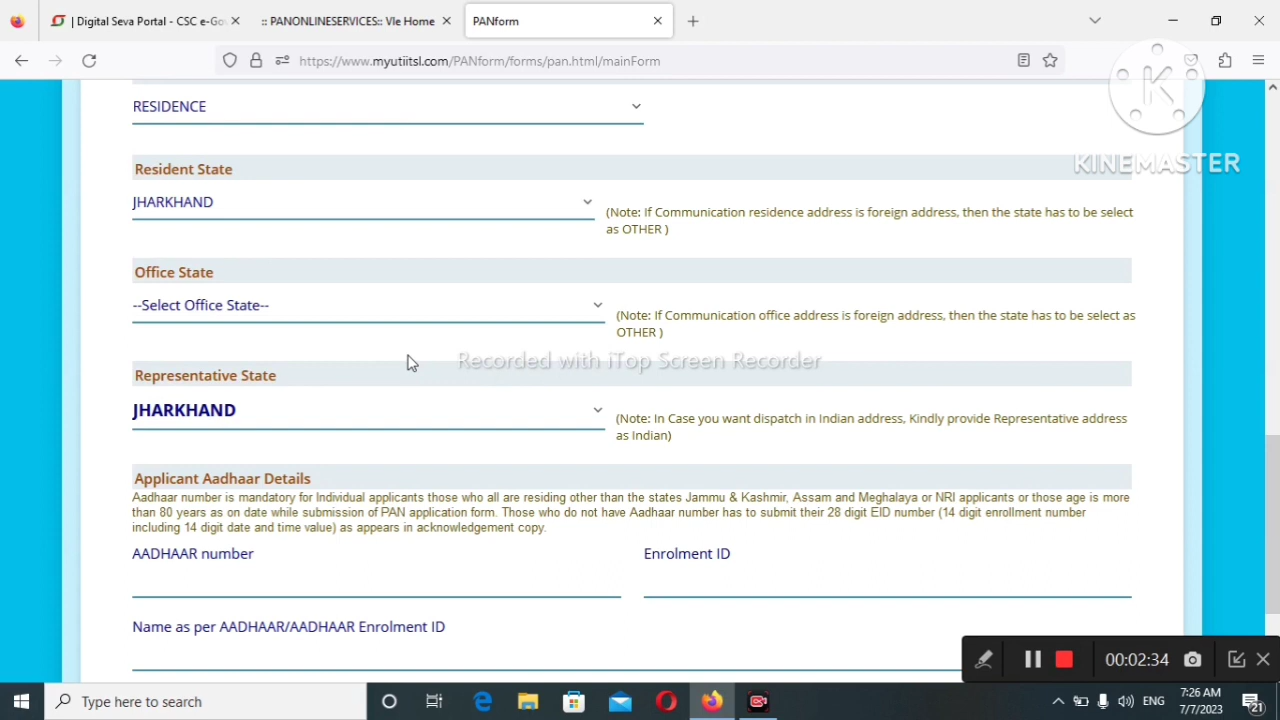 | Digital Seva Portal - CSC e-Gov
:: PANONLINESERVICES:: Vle Home
PANform
https://www.myutiitsl.com/PANform/forms/pan.html/mainForm
K
KINEMASTER
RESIDENCE
Resident State
JHARKHAND
(Note: If Communication residence address is foreign address, then the state has to be select
as OTHER )
Office State
--Select Office State--
(Note: If Communication office address is foreign address, then the state has to be select as
OTHER )
Recorded with iTop Screen Recorder
Representative State
JHARKHAND
(Note: In Case you want dispatch in Indian address, Kindly provide Representative address
as Indian)
Applicant Aadhaar Details
Aadhaar number is mandatory for Individual applicants those who all are residing other than the states Jammu & Kashmir, Assam and Meghalaya or NRI applicants or those age is more
than 80 years as on date while submission of PAN application form. Those who do not have Aadhaar number has to submit their 28 digit EID number (14 digit enrollment number
including 14 digit date and time value) as appears in acknowledgement copy.
AADHAAR number
Enrolment ID
Name as per AADHAAR/AADHAAR Enrolment ID
00:02:34
Type here to search
ENG
7:26 AM
7/7/2023
21